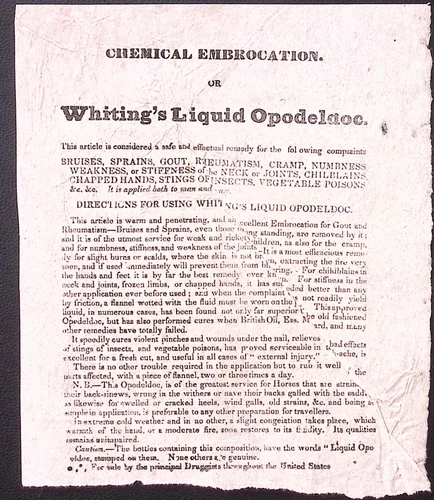 CHEMICAL EMBROCATION.
OR
Whiting's Liquid Opodeldoc.
This article is considered a safe and effectual remedy for the following complaints
BRUISES, SPRAINS, GOUT, RHEUMATISM, CRAMP, NUMBNESS
WEAKNESS, or STIFFNESS of the NECK or JOINTS, CHILBLAINS
CHAPPED HANDS, STINGS OF INSECTS, VEGETABLE POISONS
&c. &c. It is applied both to men and
DIRECTIONS FOR USING WHITING'S LIQUID OPODELDOC.
This article is warm and penetrating, and an excellent Embrocation for Gout and
Rheumatism—Bruises and Sprains, even those long standing, are removed by it;
and it is of the utmost service for weak and rickety children, as also for the cramp,
and for numbness, stiffness, and weakness of the joints—It is a most efficacious reme
for slight burns or scalds, where the skin is not br n, extracting the fire very
soon, and if used immediately will prevent them from bl ring. For chilblains in
the hands and feet it is by far the best remedy ever kn n. For stiffness in the
neck and joints, frozen limbs, or chapped hands, it has suc eeded better than any
other application ever before used; and when the complaint not readily yield
by friction, a flannel wetted with the fluid must be worn on the This approved
liquid, in numerous cases, has been found not only far superior old fashioned
Opodeldoc, but has also performed cures when British Oil, Ess. M ard, and many
other remedies have totally failed.
It speedily cures violent pinches and wounds under the nail, relieves bad effects
of stings of insects, and vegetable poisons, has proved serviceable in -bache, is
excellent for a fresh cut, and useful in all cases of "external injury."
There is no other trouble required in the application but to rub it well the
parts affected, with a piece of flannel, two or three times a day.
N. B.—This Opodeldoc, is of the greatest service for Horses that are strain
their back-sinews, wrung in the withers or nave their backs galled with the sadd
as likewise for swelled or cracked heels, wind galls, old strains, &c. and being
simple in application, is preferable to any other preparation for travellers.
in extreme cold weather and in no other, a slight congelation takes place, which
warmth of the hand, or a moderate fire, soon restores to its fluidity. Its qualities
remains unimpaired.
Caution.—The bottles containing this composition, have the words "Liquid Opo
eldoc, stamped on them. None others are genuine.
For sale by the principal Druggists throughout the United States